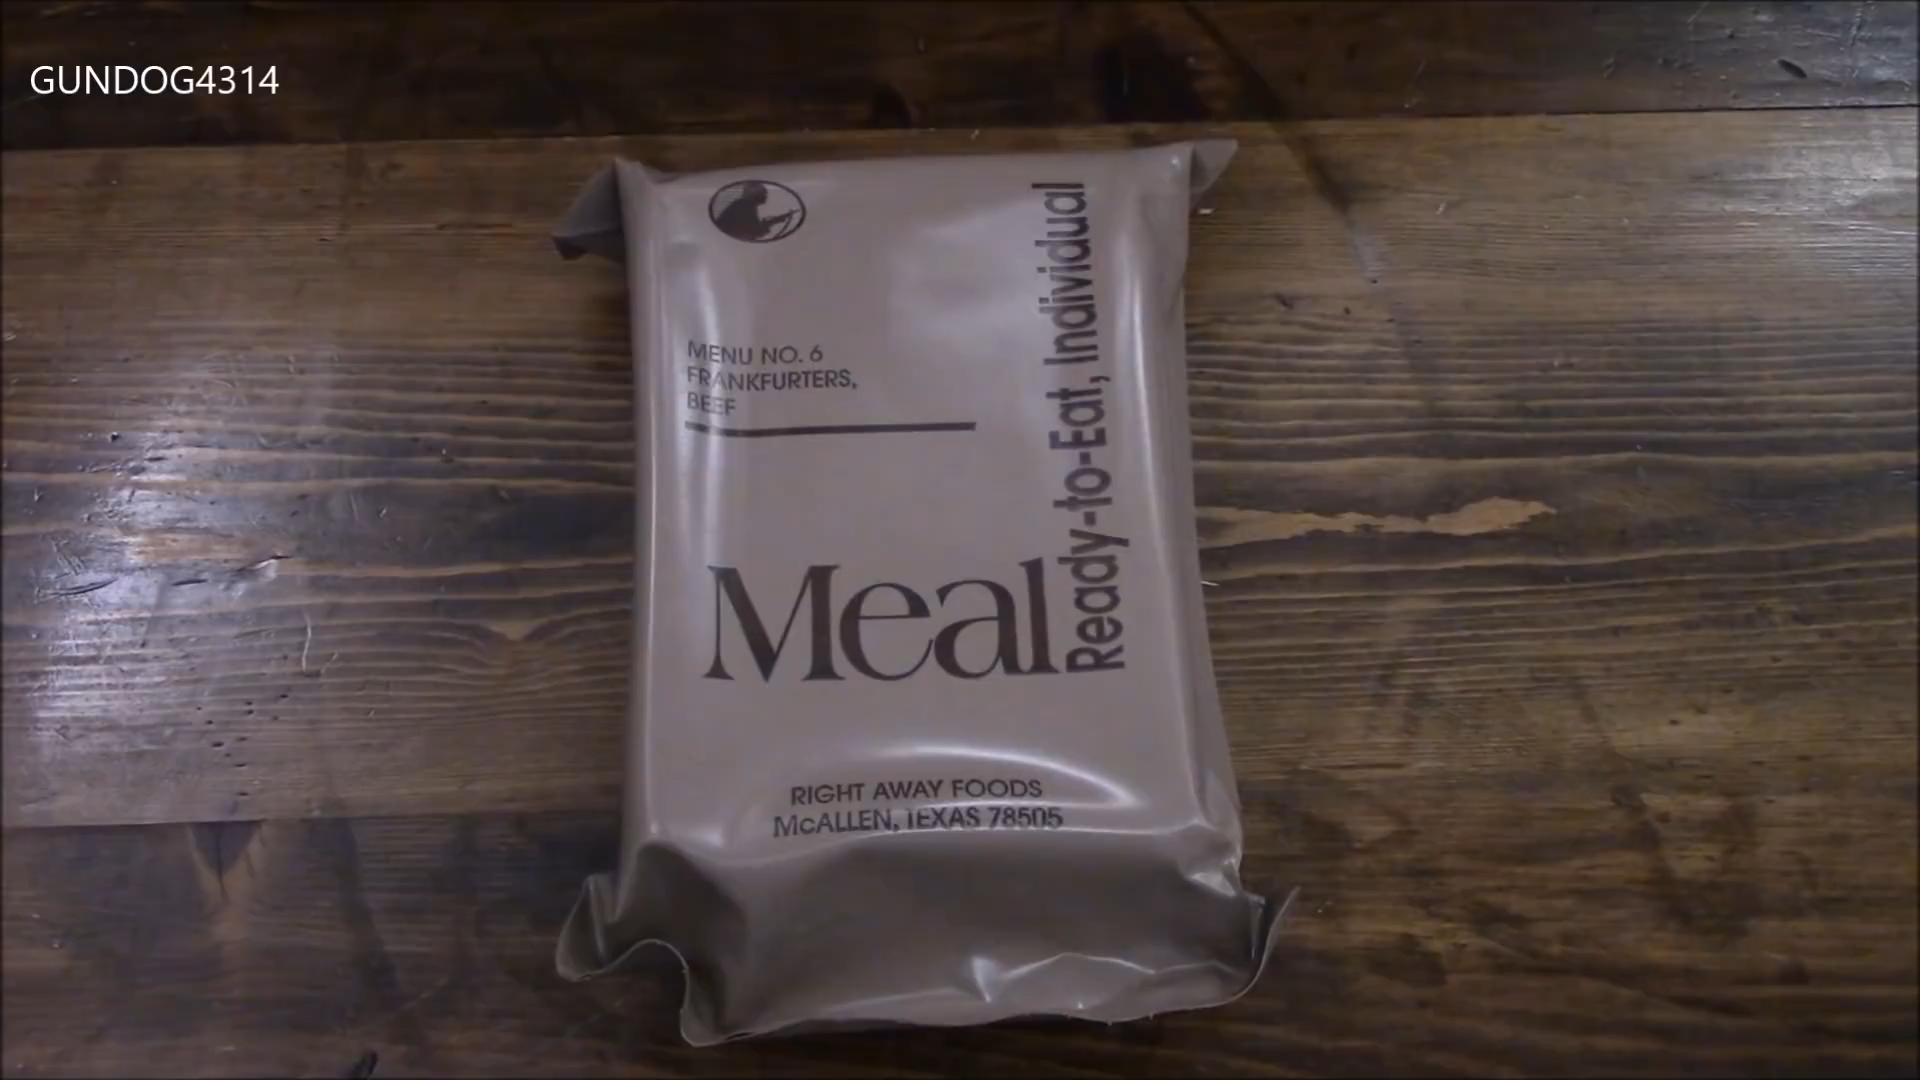 GUNDOG4314
MENU NO. 6
FRANKFURTERS,
BEEF
Meal
Ready-to-Eat, Individual
RIGHT AWAY FOODS
McALLEN, TEXAS 78505